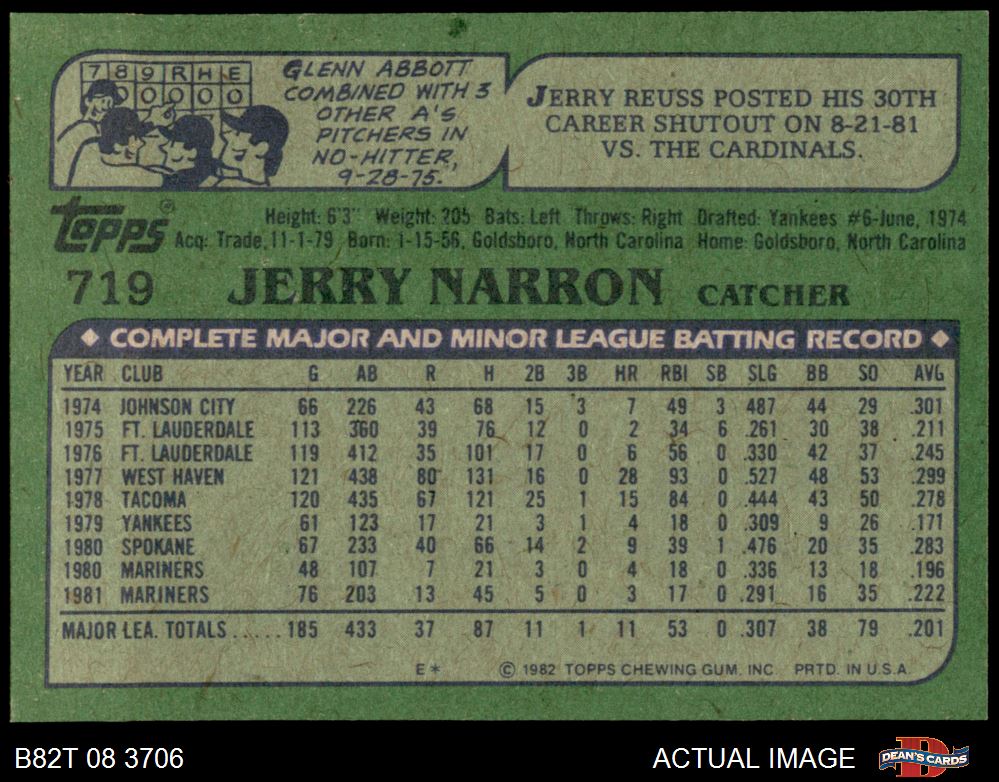 7 8 9 R H E
0 0 0 0 0
GLENN ABBOTT
COMBINED WITH 3
OTHER A'S
PITCHERS IN
NO-HITTER,
9-28-75.
JERRY REUSS POSTED HIS 30TH
CAREER SHUTOUT ON 8-21-81
VS. THE CARDINALS.
Topps®
Height: 6'3" Weight: 205 Bats: Left Throws: Right Drafted: Yankees #6-June, 1974
Acq: Trade, 11-1-79 Born: 1-15-56, Goldsboro, North Carolina Home: Goldsboro, North Carolina
719 JERRY NARRON CATCHER
◆ COMPLETE MAJOR AND MINOR LEAGUE BATTING RECORD ◆
YEAR CLUB G AB R H 2B 3B HR RBI SB SLG BB SO AVG
1974 JOHNSON CITY 66 226 43 68 15 3 7 49 3 487 44 29 .301
1975 FT. LAUDERDALE 113 360 39 76 12 0 2 34 6 .261 30 38 .211
1976 FT. LAUDERDALE 119 412 35 101 17 0 6 56 0 .330 42 37 .245
1977 WEST HAVEN 121 438 80 131 16 0 28 93 0 .527 48 53 .299
1978 TACOMA 120 435 67 121 25 1 15 84 0 .444 43 50 .278
1979 YANKEES 61 123 17 21 3 1 4 18 0 .309 9 26 .171
1980 SPOKANE 67 233 40 66 14 2 9 39 1 .476 20 35 .283
1980 MARINERS 48 107 7 21 3 0 4 18 0 .336 13 18 .196
1981 MARINERS 76 203 13 45 5 0 3 17 0 .291 16 35 .222
MAJOR LEA. TOTALS ...... 185 433 37 87 11 1 11 53 0 .307 38 79 .201
E* © 1982 TOPPS CHEWING GUM, INC PRTD. IN U.S.A.
B82T 08 3706 ACTUAL IMAGE DEAN'S CARDS